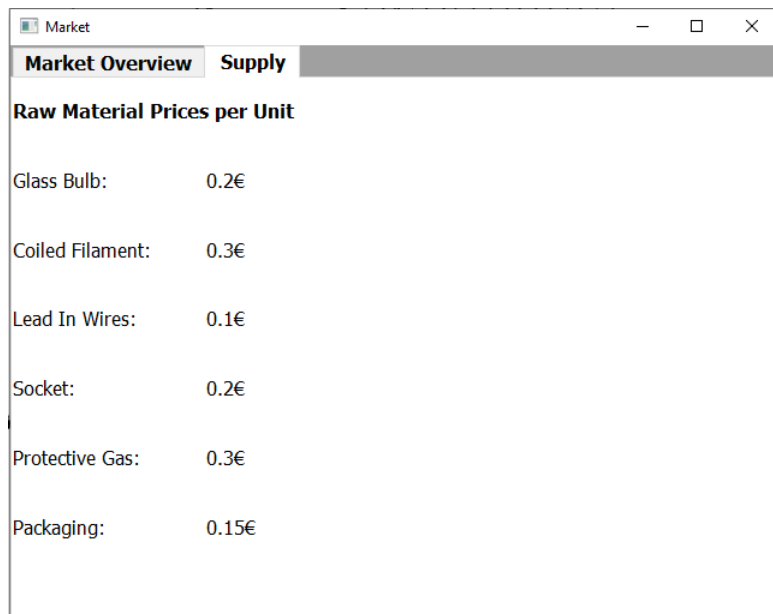 Market
Market Overview Supply
Raw Material Prices per Unit
Glass Bulb: 0.2€
Coiled Filament: 0.3€
Lead In Wires: 0.1€
Socket: 0.2€
Protective Gas: 0.3€
Packaging: 0.15€